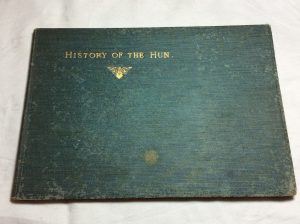 HISTORY OF THE HUN.